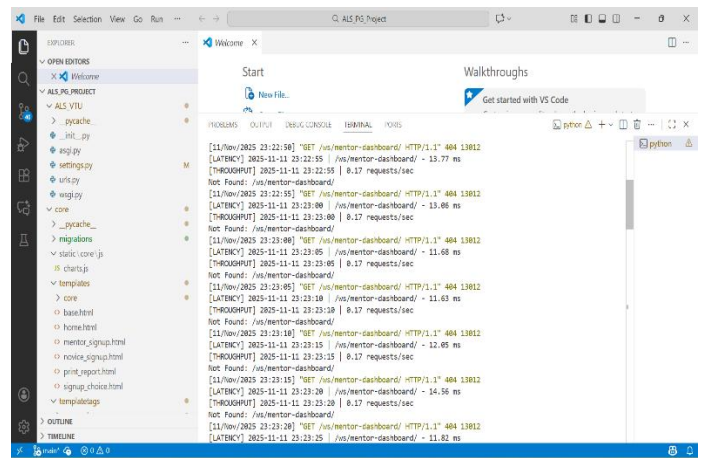 File Edit Selection View Go Run ...
ALS_PG_Project
EXPLORER
OPEN EDITORS
Welcome
ALS_PG_PROJECT
ALS_VTU
__pycache__
__init__.py
asgi.py
settings.py M
urls.py
wsgi.py
core
__pycache__
migrations
static\core\js
JS charts.js
templates
core
base.html
home.html
mentor_signup.html
novice_signup.html
print_report.html
signup_choice.html
templatetags
OUTLINE
TIMELINE
Welcome
Start
New File...
Walkthroughs
Get started with VS Code
PROBLEMS OUTPUT DEBUG CONSOLE TERMINAL PORTS
python
python
[11/Nov/2025 23:22:50] "GET /ws/mentor-dashboard/ HTTP/1.1" 404 13012
[LATENCY] 2025-11-11 23:22:55 | /ws/mentor-dashboard/ - 13.77 ms
[THROUGHPUT] 2025-11-11 23:22:55 | 0.17 requests/sec
Not Found: /ws/mentor-dashboard/
[11/Nov/2025 23:22:55] "GET /ws/mentor-dashboard/ HTTP/1.1" 404 13012
[LATENCY] 2025-11-11 23:23:00 | /ws/mentor-dashboard/ - 13.06 ms
[THROUGHPUT] 2025-11-11 23:23:00 | 0.17 requests/sec
Not Found: /ws/mentor-dashboard/
[11/Nov/2025 23:23:00] "GET /ws/mentor-dashboard/ HTTP/1.1" 404 13012
[LATENCY] 2025-11-11 23:23:05 | /ws/mentor-dashboard/ - 11.68 ms
[THROUGHPUT] 2025-11-11 23:23:05 | 0.17 requests/sec
Not Found: /ws/mentor-dashboard/
[11/Nov/2025 23:23:05] "GET /ws/mentor-dashboard/ HTTP/1.1" 404 13012
[LATENCY] 2025-11-11 23:23:10 | /ws/mentor-dashboard/ - 11.63 ms
[THROUGHPUT] 2025-11-11 23:23:10 | 0.17 requests/sec
Not Found: /ws/mentor-dashboard/
[11/Nov/2025 23:23:10] "GET /ws/mentor-dashboard/ HTTP/1.1" 404 13012
[LATENCY] 2025-11-11 23:23:15 | /ws/mentor-dashboard/ - 12.05 ms
[THROUGHPUT] 2025-11-11 23:23:15 | 0.17 requests/sec
Not Found: /ws/mentor-dashboard/
[11/Nov/2025 23:23:15] "GET /ws/mentor-dashboard/ HTTP/1.1" 404 13012
[LATENCY] 2025-11-11 23:23:20 | /ws/mentor-dashboard/ - 14.56 ms
[THROUGHPUT] 2025-11-11 23:23:20 | 0.17 requests/sec
Not Found: /ws/mentor-dashboard/
[11/Nov/2025 23:23:20] "GET /ws/mentor-dashboard/ HTTP/1.1" 404 13012
[LATENCY] 2025-11-11 23:23:25 | /ws/mentor-dashboard/ - 11.82 ms
main* 0 0